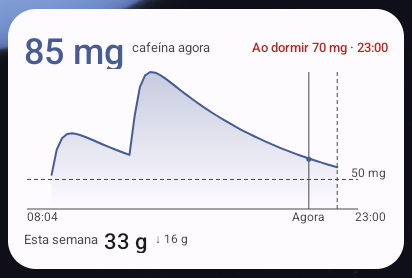 85 mg cafeína agora Ao dormir 70 mg · 23:00
50 mg
08:04 Agora 23:00
Esta semana 33 g ↓ 16 g